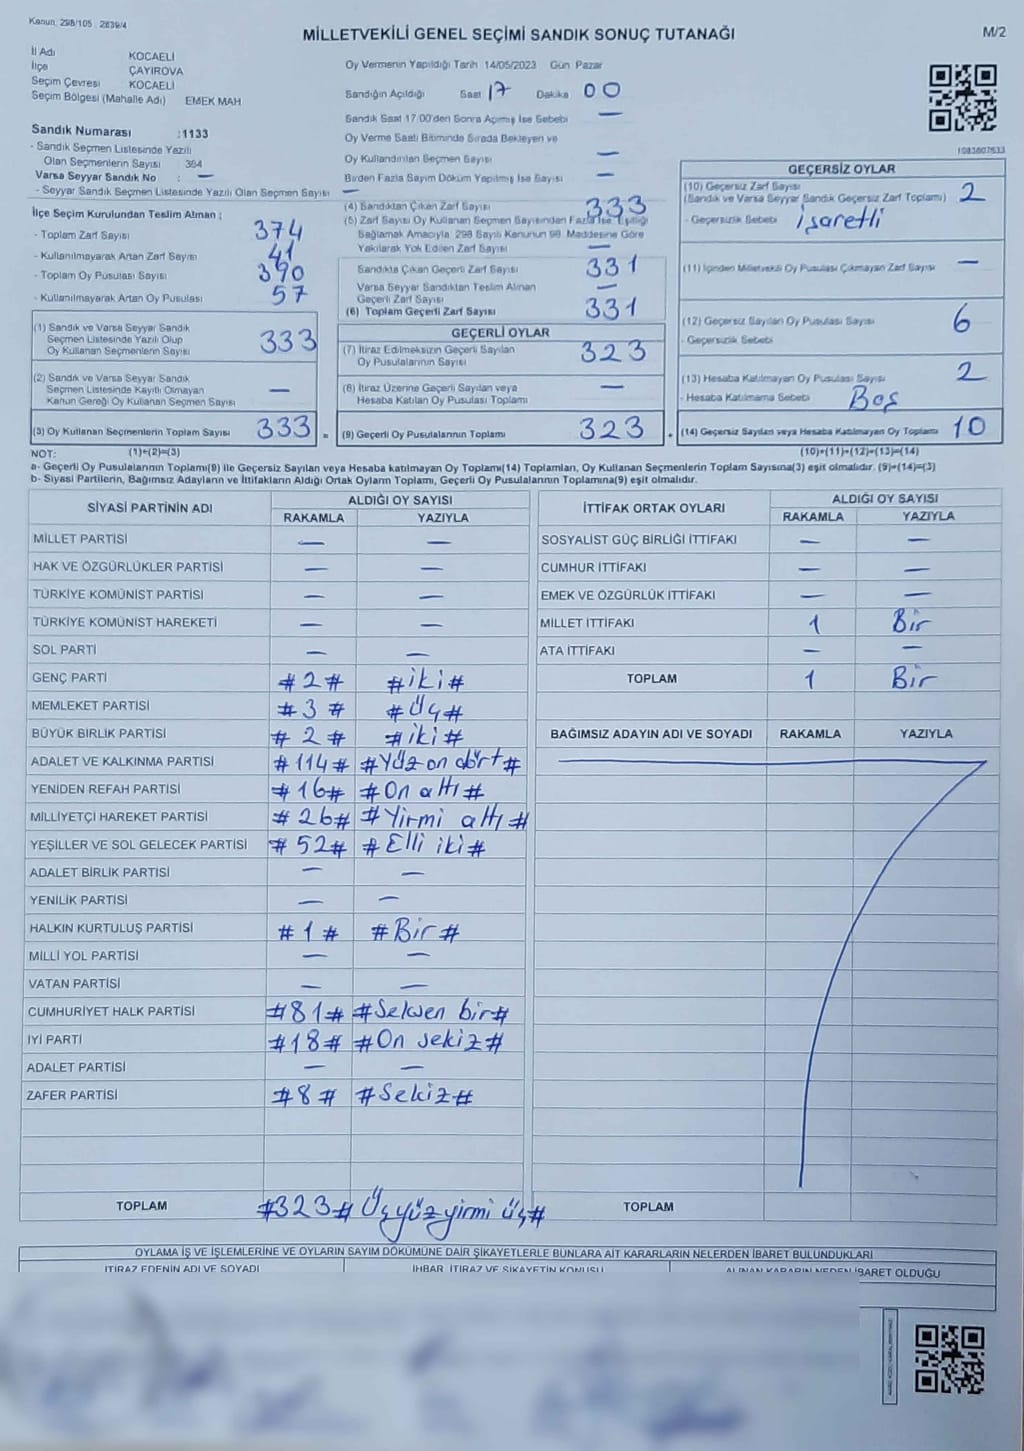 Kanun: 298/105 2839/4
MİLLETVEKİLİ GENEL SEÇİMİ SANDIK SONUÇ TUTANAĞI
M/2
İl Adı KOCAELİ
İlçe ÇAYIROVA
Seçim Çevresi KOCAELİ
Seçim Bölgesi (Mahalle Adı) EMEK MAH
Sandık Numarası :1133
- Sandık Seçmen Listesinde Yazılı
Olan Seçmenlerin Sayısı : 384
Varsa Seyyar Sandık No : —
- Seyyar Sandık Seçmen Listesinde Yazılı Olan Seçmen Sayısı —
İlçe Seçim Kurulundan Teslim Alınan :
- Toplam Zarf Sayısı 374
- Kullanılmayarak Artan Zarf Sayısı 41
- Toplam Oy Pusulası Sayısı 390
- Kullanılmayarak Artan Oy Pusulası 57
(1) Sandık ve Varsa Seyyar Sandık
Seçmen Listesinde Yazılı Olup
Oy Kullanan Seçmenlerin Sayısı 333
(2) Sandık ve Varsa Seyyar Sandık
Seçmen Listesinde Kayıtlı Olmayan
Kanun Gereği Oy Kullanan Seçmen Sayısı —
(3) Oy Kullanan Seçmenlerin Toplam Sayısı 333 =
Oy Vermenin Yapıldığı Tarih 14/05/2023 Gün Pazar
Sandığın Açıldığı Saat 17 Dakika 00
Sandık Saat 17:00'den Sonra Açılmış İse Sebebi —
Oy Verme Saati Bitiminde Sırada Bekleyen ve
Oy Kullandırılan Seçmen Sayısı —
Birden Fazla Sayım Döküm Yapılmış İse Sayısı —
(4) Sandıktan Çıkan Zarf Sayısı 333
(5) Zarf Sayısı Oy Kullanan Seçmen Sayısından Fazla İse, Eşitliği
Sağlamak Amacıyla 298 Sayılı Kanunun 98. Maddesine Göre
Yakılarak Yok Edilen Zarf Sayısı —
Sandıkta Çıkan Geçerli Zarf Sayısı 331
Varsa Seyyar Sandıktan Teslim Alınan
Geçerli Zarf Sayısı —
(6) Toplam Geçerli Zarf Sayısı 331
GEÇERLİ OYLAR
(7) İtiraz Edilmeksizin Geçerli Sayılan
Oy Pusulalarının Sayısı 323
(8) İtiraz Üzerine Geçerli Sayılan veya
Hesaba Katılan Oy Pusulası Toplamı —
(9) Geçerli Oy Pusulalarının Toplamı 323 +
1083607533
GEÇERSİZ OYLAR
(10) Geçersiz Zarf Sayısı
(Sandık ve Varsa Seyyar Sandık Geçersiz Zarf Toplamı) 2
- Geçersizlik Sebebi İşaretli
(11) İçinden Milletvekili Oy Pusulası Çıkmayan Zarf Sayısı —
(12) Geçersiz Sayılan Oy Pusulası Sayısı 6
- Geçersizlik Sebebi
(13) Hesaba Katılmayan Oy Pusulası Sayısı 2
- Hesaba Katılmama Sebebi Boş
(14) Geçersiz Sayılan veya Hesaba Katılmayan Oy Toplamı 10
NOT: (1)+(2)=(3) (10)+(11)+(12)+(13)=(14)
a- Geçerli Oy Pusulalarının Toplamı(9) ile Geçersiz Sayılan veya Hesaba katılmayan Oy Toplamı(14) Toplamları, Oy Kullanan Seçmenlerin Toplam Sayısına(3) eşit olmalıdır. (9)+(14)=(3)
b- Siyasi Partilerin, Bağımsız Adayların ve İttifakların Aldığı Ortak Oyların Toplamı, Geçerli Oy Pusulalarının Toplamına(9) eşit olmalıdır.
SİYASİ PARTİNİN ADI ALDIĞI OY SAYISI
RAKAMLA YAZIYLA
MİLLET PARTİSİ — —
HAK VE ÖZGÜRLÜKLER PARTİSİ — —
TÜRKİYE KOMÜNİST PARTİSİ — —
TÜRKİYE KOMÜNİST HAREKETİ — —
SOL PARTİ — —
GENÇ PARTİ #2# #iki#
MEMLEKET PARTİSİ #3# #Üç#
BÜYÜK BİRLİK PARTİSİ #2# #iki#
ADALET VE KALKINMA PARTİSİ #114# #Yüz on dört#
YENİDEN REFAH PARTİSİ #16# #On altı#
MİLLİYETÇİ HAREKET PARTİSİ #26# #Yirmi altı#
YEŞİLLER VE SOL GELECEK PARTİSİ #52# #Elli iki#
ADALET BİRLİK PARTİSİ — —
YENİLİK PARTİSİ — —
HALKIN KURTULUŞ PARTİSİ #1# #Bir#
MİLLİ YOL PARTİSİ — —
VATAN PARTİSİ — —
CUMHURİYET HALK PARTİSİ #81# #Seksen bir#
İYİ PARTİ #18# #On sekiz#
ADALET PARTİSİ — —
ZAFER PARTİSİ #8# #Sekiz#
TOPLAM #323# Üçyüzyirmi üç#
İTTİFAK ORTAK OYLARI ALDIĞI OY SAYISI
RAKAMLA YAZIYLA
SOSYALİST GÜÇ BİRLİĞİ İTTİFAKI — —
CUMHUR İTTİFAKI — —
EMEK VE ÖZGÜRLÜK İTTİFAKI — —
MİLLET İTTİFAKI 1 Bir
ATA İTTİFAKI — —
TOPLAM 1 Bir
BAĞIMSIZ ADAYIN ADI VE SOYADI RAKAMLA YAZIYLA
TOPLAM
OYLAMA İŞ VE İŞLEMLERİNE VE OYLARIN SAYIM DÖKÜMÜNE DAİR ŞİKAYETLERLE BUNLARA AİT KARARLARIN NELERDEN İBARET BULUNDUKLARI
İTİRAZ EDENİN ADI VE SOYADI İHBAR İTİRAZ VE ŞİKAYETİN KONUSU ALINAN KARARIN NEDEN İBARET OLDUĞU